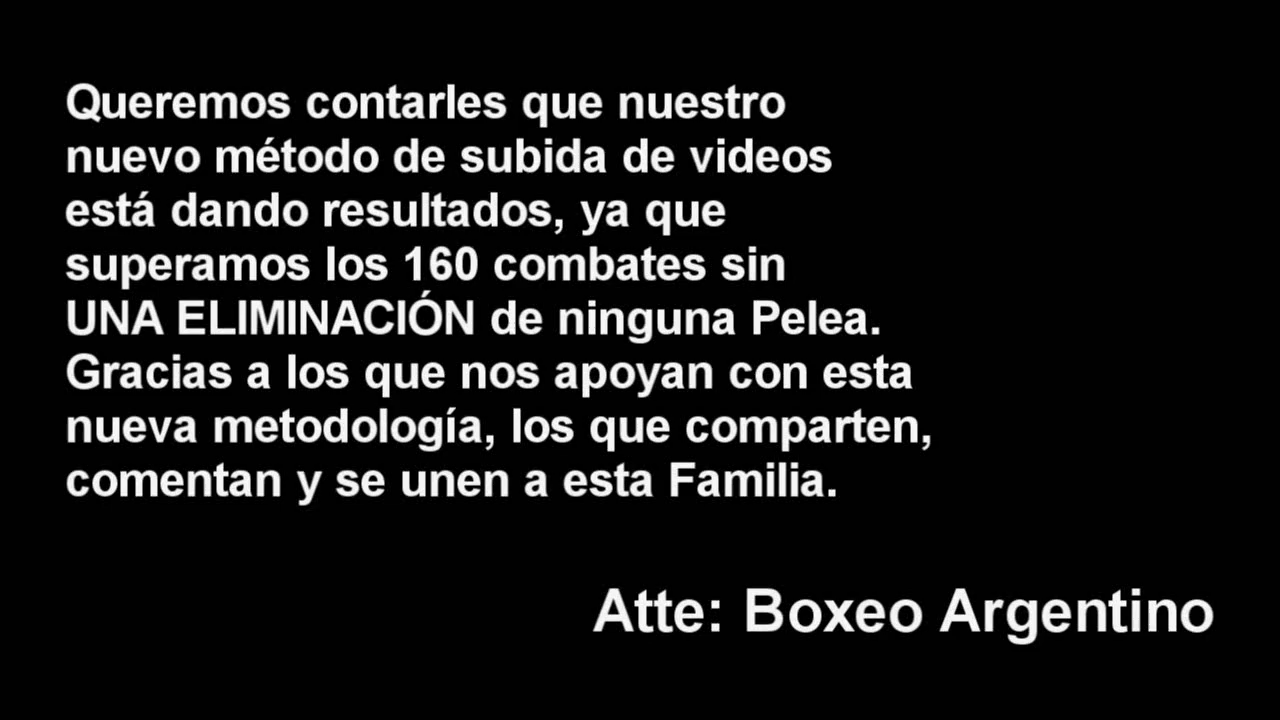 Queremos contarles que nuestro
nuevo método de subida de videos
está dando resultados, ya que
superamos los 160 combates sin
UNA ELIMINACIÓN de ninguna Pelea.
Gracias a los que nos apoyan con esta
nueva metodología, los que comparten,
comentan y se unen a esta Familia.
Atte: Boxeo Argentino